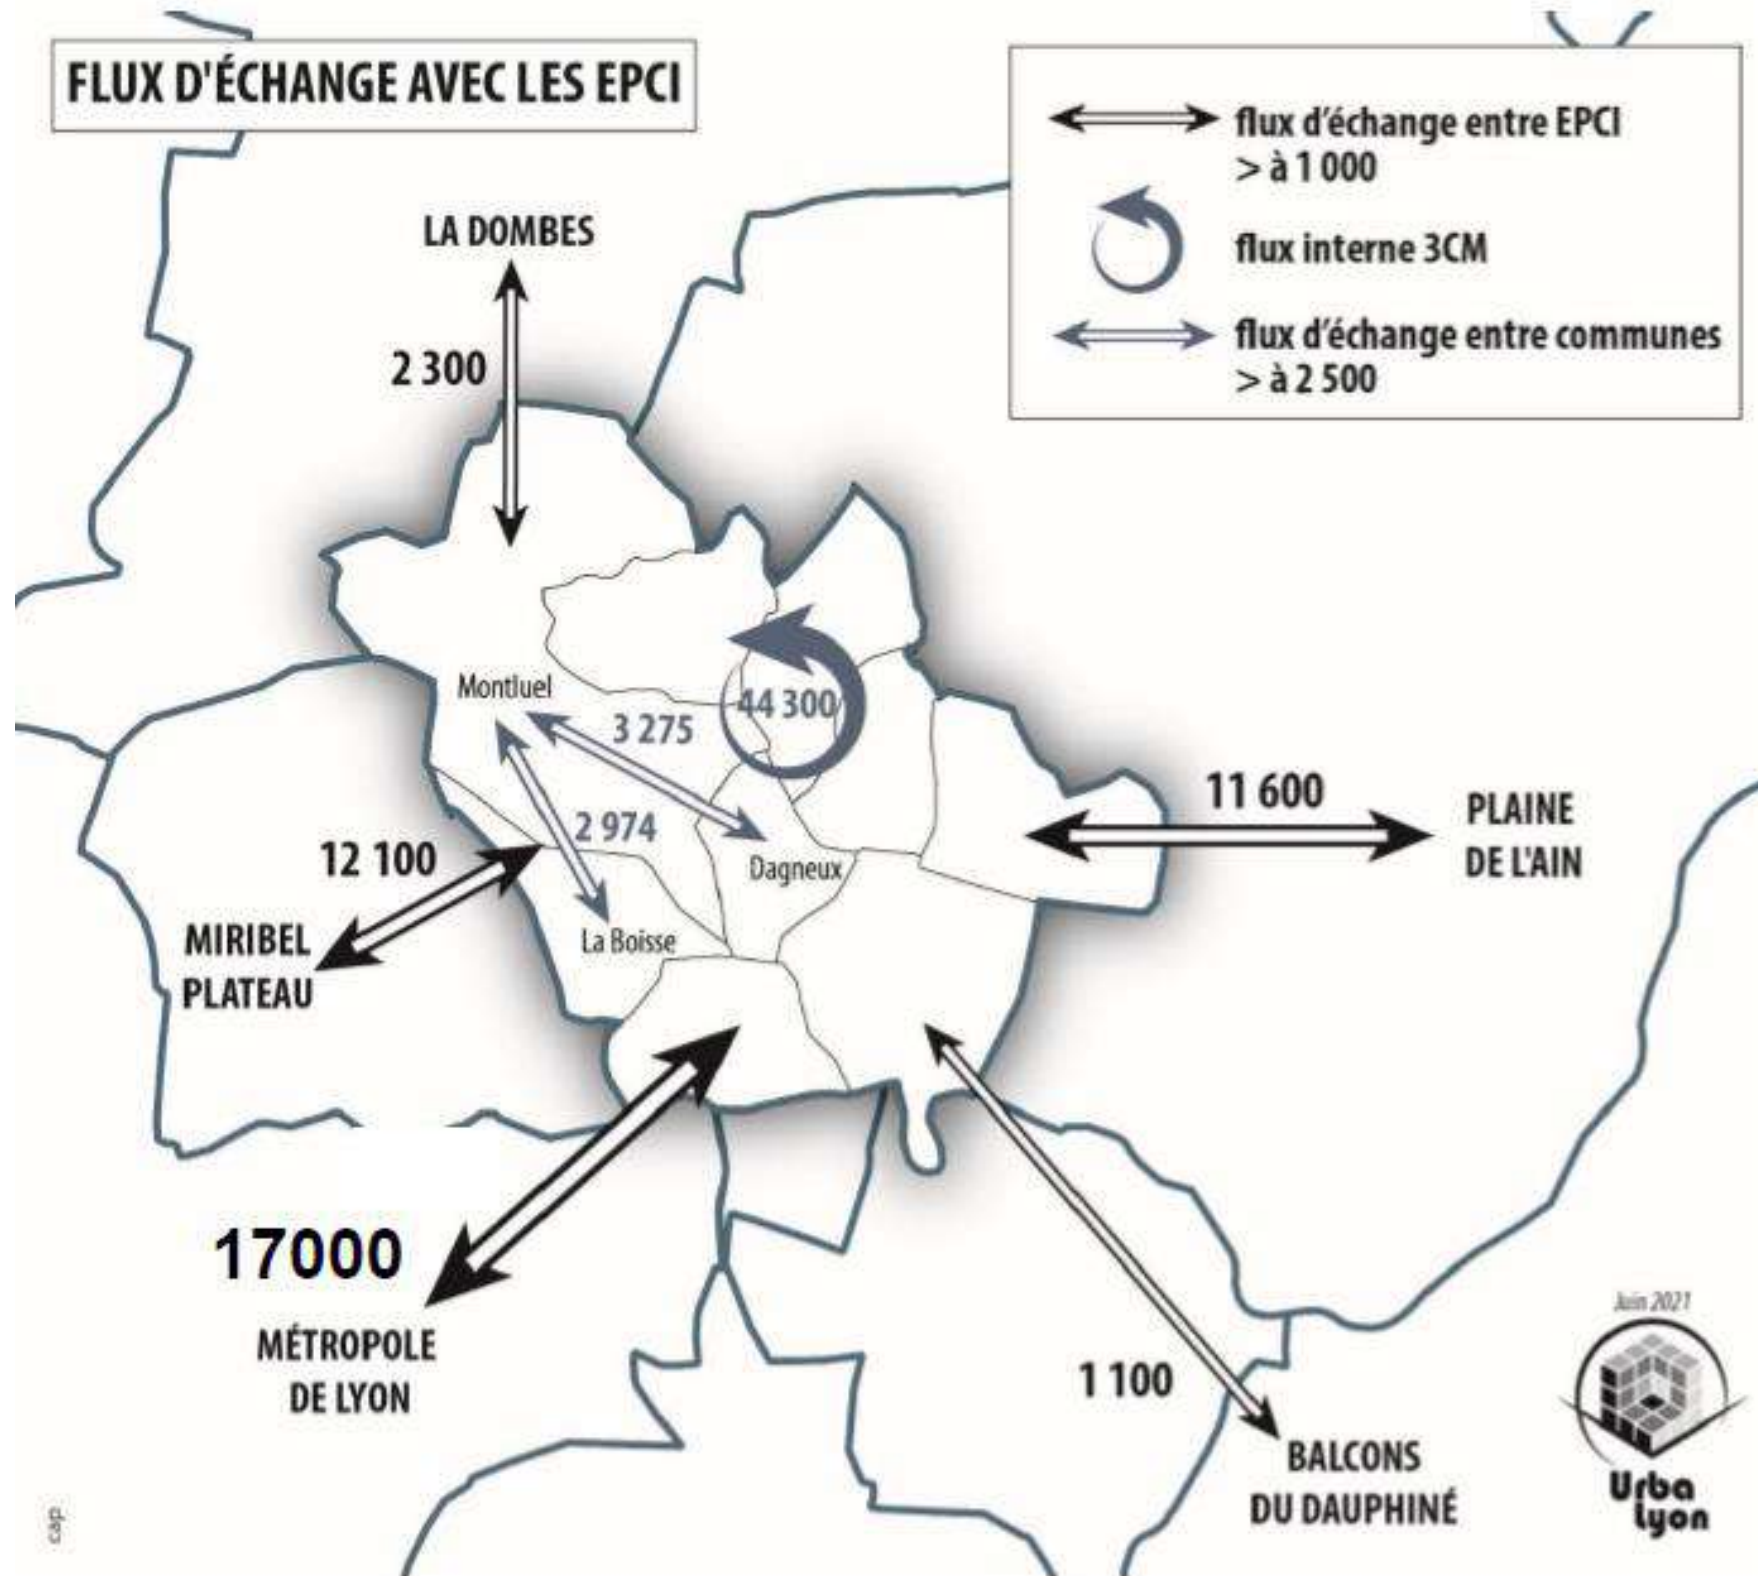 FLUX D'ÉCHANGE AVEC LES EPCI
flux d'échange entre EPCI
> à 1 000
flux interne 3CM
flux d'échange entre communes
> à 2 500
LA DOMBES
2 300
Montluel
3 275
44 300
2 974
Dagneux
La Boisse
11 600
PLAINE
DE L'AIN
12 100
MIRIBEL
PLATEAU
17000
MÉTROPOLE
DE LYON
1 100
BALCONS
DU DAUPHINÉ
Juin 2021
Urba
Lyon
cap